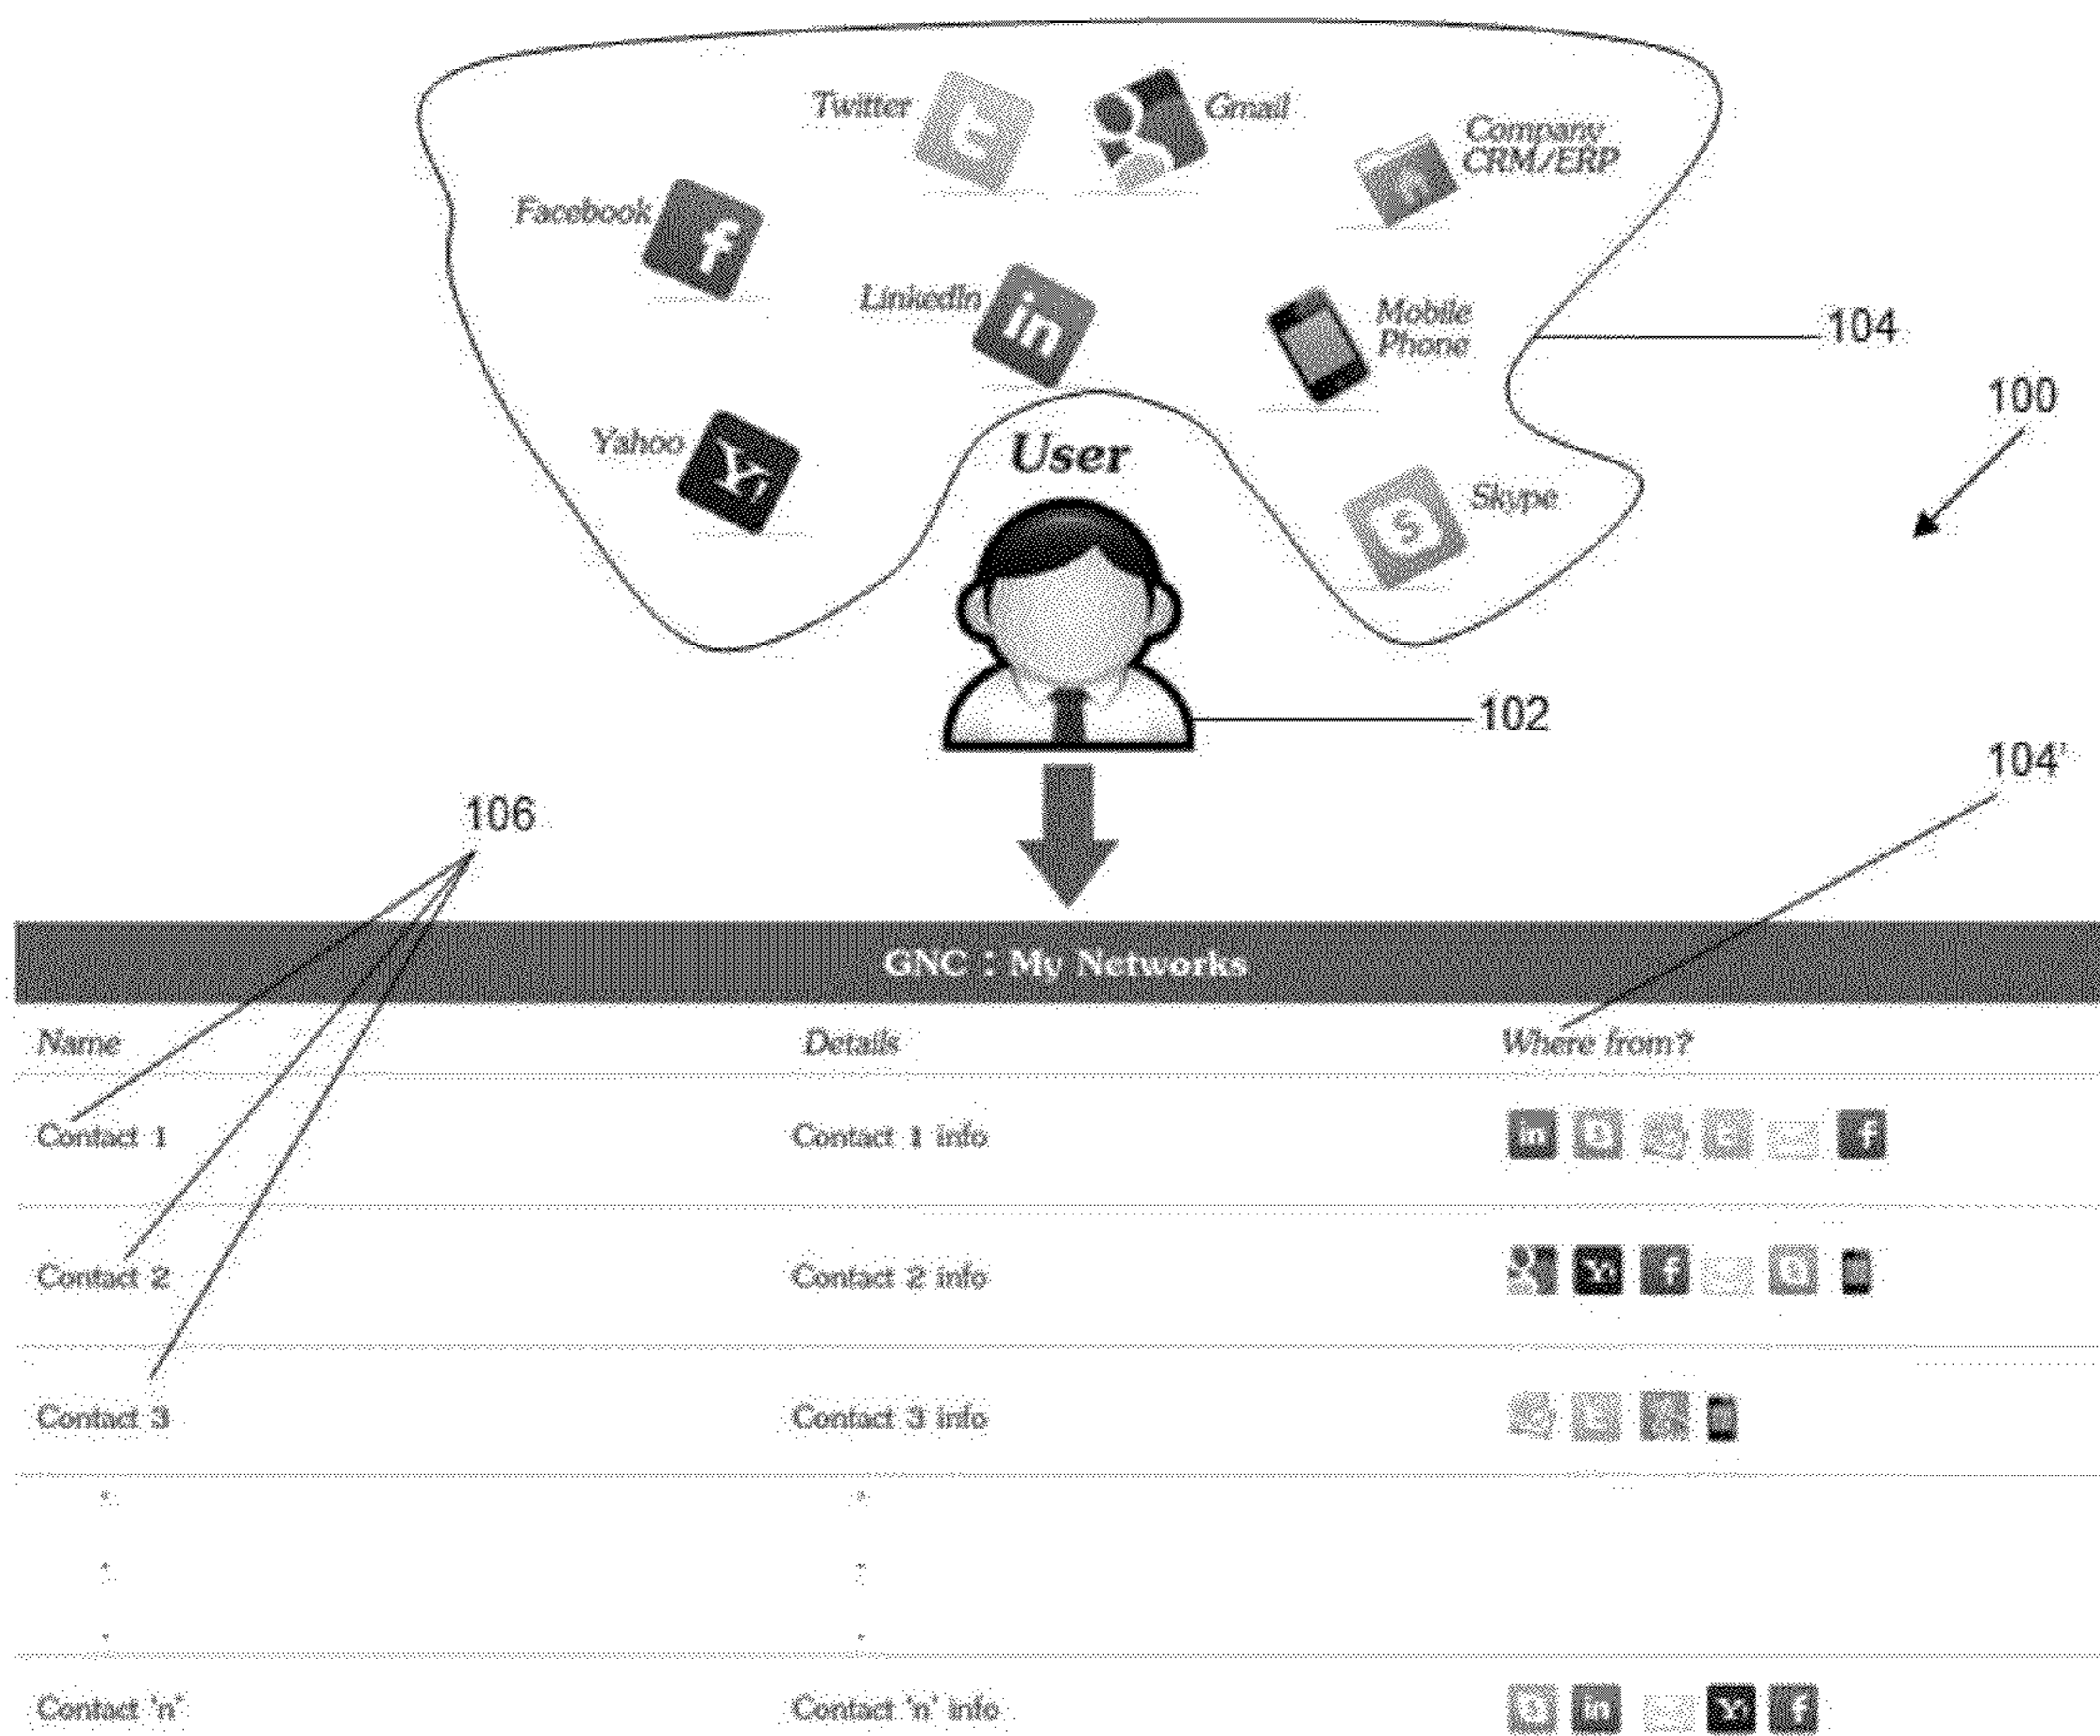 Twitter
Gmail
Company
CRM/ERP
Facebook
LinkedIn
Mobile
Phone
104
100
Yahoo
User
Skype
102
104'
106
GNC : My Networks
Name Details Where from?
Contact 1 Contact 1 info
Contact 2 Contact 2 info
Contact 3 Contact 3 info
Contact 'n' Contact 'n' info